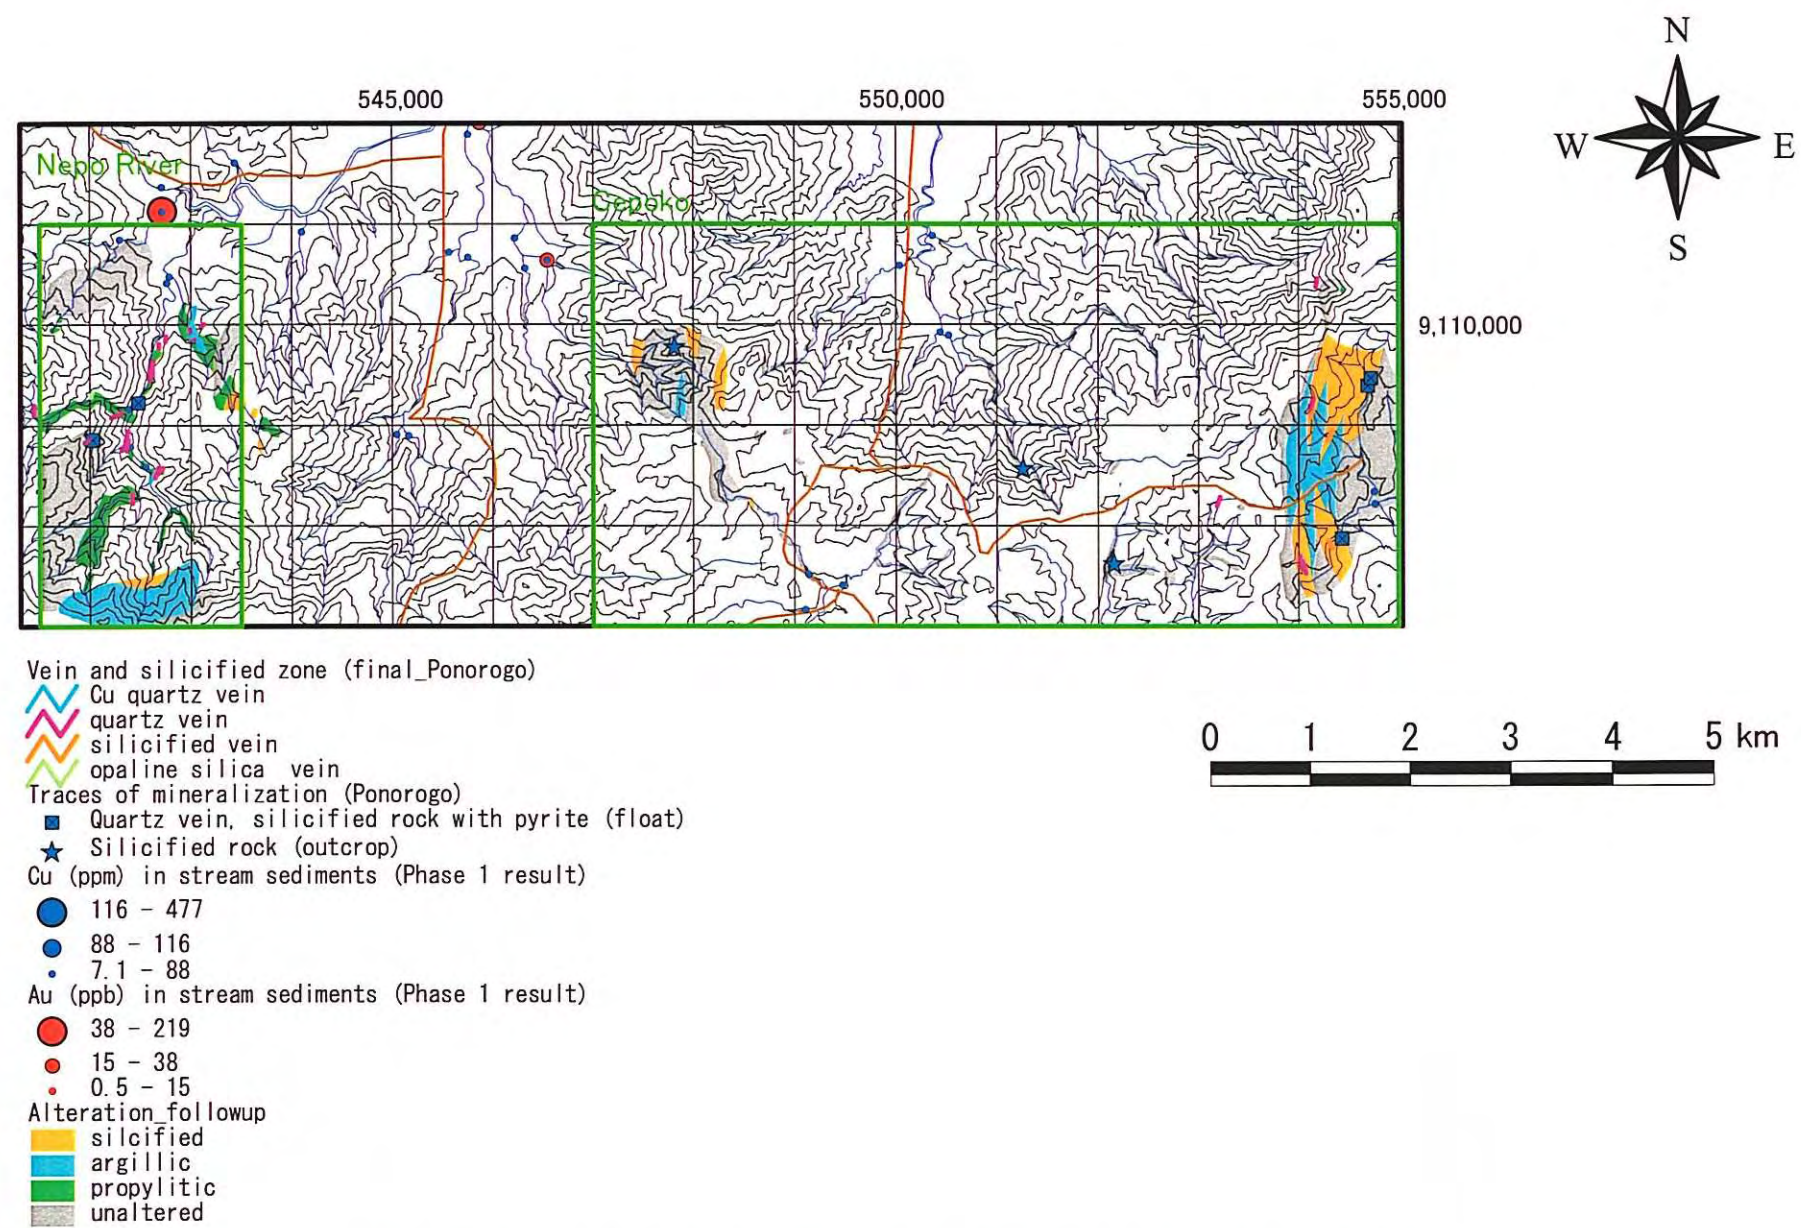 N
W
E
S
545,000
550,000
555,000
Nepo River
Gepoko
9,110,000
Vein and silicified zone (final_Ponorogo)
Cu quartz vein
quartz vein
silicified vein
opaline silica vein
Traces of mineralization (Ponorogo)
Quartz vein, silicified rock with pyrite (float)
Silicified rock (outcrop)
Cu (ppm) in stream sediments (Phase 1 result)
116 - 477
88 - 116
7.1 - 88
Au (ppb) in stream sediments (Phase 1 result)
38 - 219
15 - 38
0.5 - 15
Alteration_followup
silcified
argillic
propylitic
unaltered
0 1 2 3 4 5 km